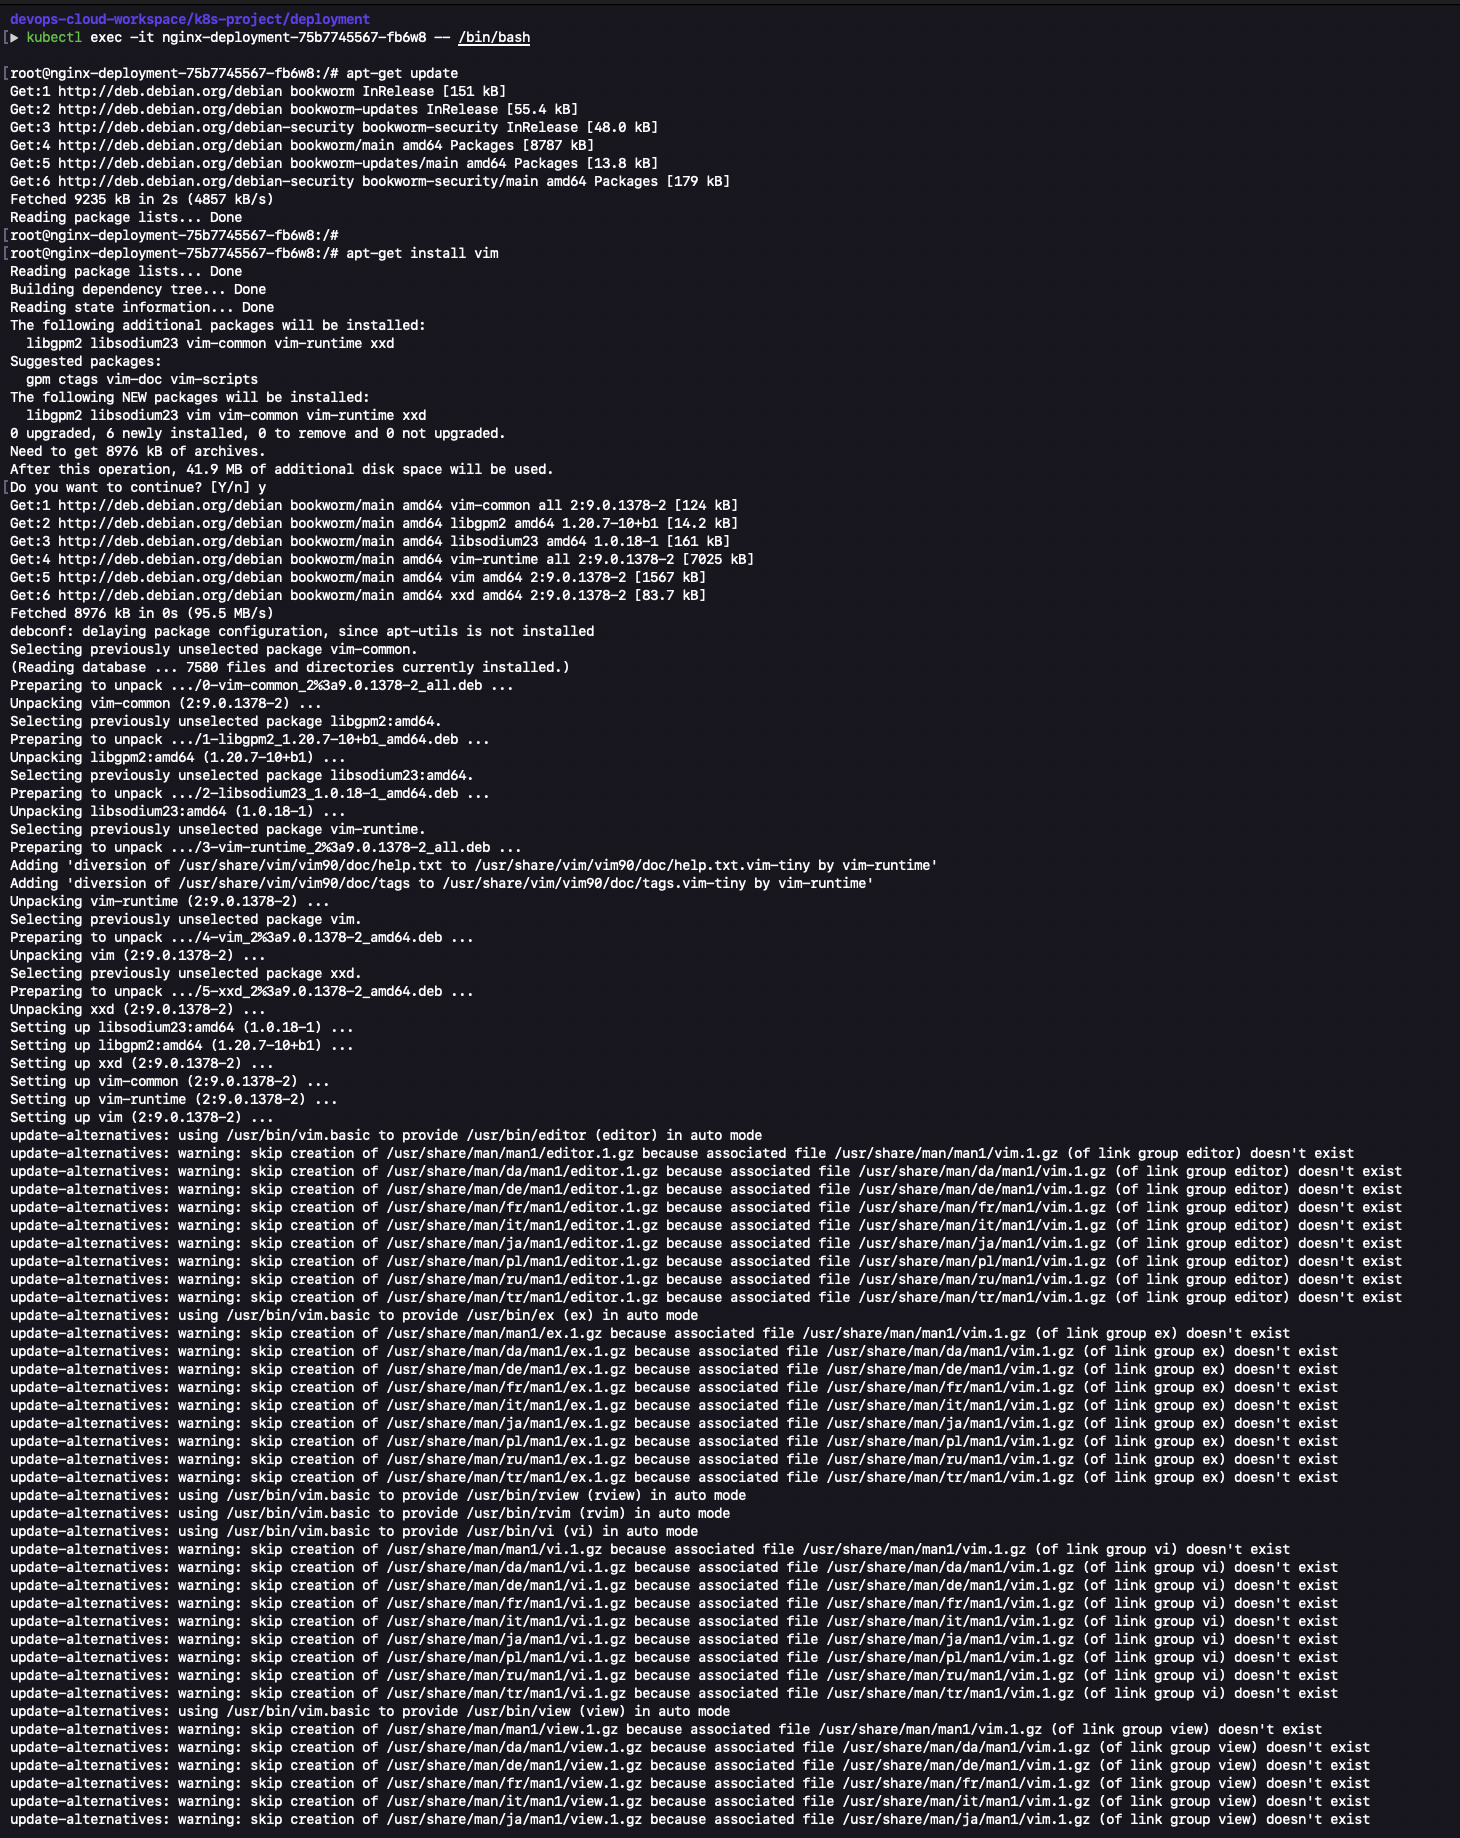 devops-cloud-workspace/k8s-project/deployment
[▶ kubectl exec -it nginx-deployment-75b7745567-fb6w8 -- /bin/bash
[root@nginx-deployment-75b7745567-fb6w8:/# apt-get update
Get:1 http://deb.debian.org/debian bookworm InRelease [151 kB]
Get:2 http://deb.debian.org/debian bookworm-updates InRelease [55.4 kB]
Get:3 http://deb.debian.org/debian-security bookworm-security InRelease [48.0 kB]
Get:4 http://deb.debian.org/debian bookworm/main amd64 Packages [8787 kB]
Get:5 http://deb.debian.org/debian bookworm-updates/main amd64 Packages [13.8 kB]
Get:6 http://deb.debian.org/debian-security bookworm-security/main amd64 Packages [179 kB]
Fetched 9235 kB in 2s (4857 kB/s)
Reading package lists... Done
[root@nginx-deployment-75b7745567-fb6w8:/#
[root@nginx-deployment-75b7745567-fb6w8:/# apt-get install vim
Reading package lists... Done
Building dependency tree... Done
Reading state information... Done
The following additional packages will be installed:
  libgpm2 libsodium23 vim-common vim-runtime xxd
Suggested packages:
  gpm ctags vim-doc vim-scripts
The following NEW packages will be installed:
  libgpm2 libsodium23 vim vim-common vim-runtime xxd
0 upgraded, 6 newly installed, 0 to remove and 0 not upgraded.
Need to get 8976 kB of archives.
After this operation, 41.9 MB of additional disk space will be used.
[Do you want to continue? [Y/n] y
Get:1 http://deb.debian.org/debian bookworm/main amd64 vim-common all 2:9.0.1378-2 [124 kB]
Get:2 http://deb.debian.org/debian bookworm/main amd64 libgpm2 amd64 1.20.7-10+b1 [14.2 kB]
Get:3 http://deb.debian.org/debian bookworm/main amd64 libsodium23 amd64 1.0.18-1 [161 kB]
Get:4 http://deb.debian.org/debian bookworm/main amd64 vim-runtime all 2:9.0.1378-2 [7025 kB]
Get:5 http://deb.debian.org/debian bookworm/main amd64 vim amd64 2:9.0.1378-2 [1567 kB]
Get:6 http://deb.debian.org/debian bookworm/main amd64 xxd amd64 2:9.0.1378-2 [83.7 kB]
Fetched 8976 kB in 0s (95.5 MB/s)
debconf: delaying package configuration, since apt-utils is not installed
Selecting previously unselected package vim-common.
(Reading database ... 7580 files and directories currently installed.)
Preparing to unpack .../0-vim-common_2%3a9.0.1378-2_all.deb ...
Unpacking vim-common (2:9.0.1378-2) ...
Selecting previously unselected package libgpm2:amd64.
Preparing to unpack .../1-libgpm2_1.20.7-10+b1_amd64.deb ...
Unpacking libgpm2:amd64 (1.20.7-10+b1) ...
Selecting previously unselected package libsodium23:amd64.
Preparing to unpack .../2-libsodium23_1.0.18-1_amd64.deb ...
Unpacking libsodium23:amd64 (1.0.18-1) ...
Selecting previously unselected package vim-runtime.
Preparing to unpack .../3-vim-runtime_2%3a9.0.1378-2_all.deb ...
Adding 'diversion of /usr/share/vim/vim90/doc/help.txt to /usr/share/vim/vim90/doc/help.txt.vim-tiny by vim-runtime'
Adding 'diversion of /usr/share/vim/vim90/doc/tags to /usr/share/vim/vim90/doc/tags.vim-tiny by vim-runtime'
Unpacking vim-runtime (2:9.0.1378-2) ...
Selecting previously unselected package vim.
Preparing to unpack .../4-vim_2%3a9.0.1378-2_amd64.deb ...
Unpacking vim (2:9.0.1378-2) ...
Selecting previously unselected package xxd.
Preparing to unpack .../5-xxd_2%3a9.0.1378-2_amd64.deb ...
Unpacking xxd (2:9.0.1378-2) ...
Setting up libsodium23:amd64 (1.0.18-1) ...
Setting up libgpm2:amd64 (1.20.7-10+b1) ...
Setting up xxd (2:9.0.1378-2) ...
Setting up vim-common (2:9.0.1378-2) ...
Setting up vim-runtime (2:9.0.1378-2) ...
Setting up vim (2:9.0.1378-2) ...
update-alternatives: using /usr/bin/vim.basic to provide /usr/bin/editor (editor) in auto mode
update-alternatives: warning: skip creation of /usr/share/man/man1/editor.1.gz because associated file /usr/share/man/man1/vim.1.gz (of link group editor) doesn't exist
update-alternatives: warning: skip creation of /usr/share/man/da/man1/editor.1.gz because associated file /usr/share/man/da/man1/vim.1.gz (of link group editor) doesn't exist
update-alternatives: warning: skip creation of /usr/share/man/de/man1/editor.1.gz because associated file /usr/share/man/de/man1/vim.1.gz (of link group editor) doesn't exist
update-alternatives: warning: skip creation of /usr/share/man/fr/man1/editor.1.gz because associated file /usr/share/man/fr/man1/vim.1.gz (of link group editor) doesn't exist
update-alternatives: warning: skip creation of /usr/share/man/it/man1/editor.1.gz because associated file /usr/share/man/it/man1/vim.1.gz (of link group editor) doesn't exist
update-alternatives: warning: skip creation of /usr/share/man/ja/man1/editor.1.gz because associated file /usr/share/man/ja/man1/vim.1.gz (of link group editor) doesn't exist
update-alternatives: warning: skip creation of /usr/share/man/pl/man1/editor.1.gz because associated file /usr/share/man/pl/man1/vim.1.gz (of link group editor) doesn't exist
update-alternatives: warning: skip creation of /usr/share/man/ru/man1/editor.1.gz because associated file /usr/share/man/ru/man1/vim.1.gz (of link group editor) doesn't exist
update-alternatives: warning: skip creation of /usr/share/man/tr/man1/editor.1.gz because associated file /usr/share/man/tr/man1/vim.1.gz (of link group editor) doesn't exist
update-alternatives: using /usr/bin/vim.basic to provide /usr/bin/ex (ex) in auto mode
update-alternatives: warning: skip creation of /usr/share/man/man1/ex.1.gz because associated file /usr/share/man/man1/vim.1.gz (of link group ex) doesn't exist
update-alternatives: warning: skip creation of /usr/share/man/da/man1/ex.1.gz because associated file /usr/share/man/da/man1/vim.1.gz (of link group ex) doesn't exist
update-alternatives: warning: skip creation of /usr/share/man/de/man1/ex.1.gz because associated file /usr/share/man/de/man1/vim.1.gz (of link group ex) doesn't exist
update-alternatives: warning: skip creation of /usr/share/man/fr/man1/ex.1.gz because associated file /usr/share/man/fr/man1/vim.1.gz (of link group ex) doesn't exist
update-alternatives: warning: skip creation of /usr/share/man/it/man1/ex.1.gz because associated file /usr/share/man/it/man1/vim.1.gz (of link group ex) doesn't exist
update-alternatives: warning: skip creation of /usr/share/man/ja/man1/ex.1.gz because associated file /usr/share/man/ja/man1/vim.1.gz (of link group ex) doesn't exist
update-alternatives: warning: skip creation of /usr/share/man/pl/man1/ex.1.gz because associated file /usr/share/man/pl/man1/vim.1.gz (of link group ex) doesn't exist
update-alternatives: warning: skip creation of /usr/share/man/ru/man1/ex.1.gz because associated file /usr/share/man/ru/man1/vim.1.gz (of link group ex) doesn't exist
update-alternatives: warning: skip creation of /usr/share/man/tr/man1/ex.1.gz because associated file /usr/share/man/tr/man1/vim.1.gz (of link group ex) doesn't exist
update-alternatives: using /usr/bin/vim.basic to provide /usr/bin/rview (rview) in auto mode
update-alternatives: using /usr/bin/vim.basic to provide /usr/bin/rvim (rvim) in auto mode
update-alternatives: using /usr/bin/vim.basic to provide /usr/bin/vi (vi) in auto mode
update-alternatives: warning: skip creation of /usr/share/man/man1/vi.1.gz because associated file /usr/share/man/man1/vim.1.gz (of link group vi) doesn't exist
update-alternatives: warning: skip creation of /usr/share/man/da/man1/vi.1.gz because associated file /usr/share/man/da/man1/vim.1.gz (of link group vi) doesn't exist
update-alternatives: warning: skip creation of /usr/share/man/de/man1/vi.1.gz because associated file /usr/share/man/de/man1/vim.1.gz (of link group vi) doesn't exist
update-alternatives: warning: skip creation of /usr/share/man/fr/man1/vi.1.gz because associated file /usr/share/man/fr/man1/vim.1.gz (of link group vi) doesn't exist
update-alternatives: warning: skip creation of /usr/share/man/it/man1/vi.1.gz because associated file /usr/share/man/it/man1/vim.1.gz (of link group vi) doesn't exist
update-alternatives: warning: skip creation of /usr/share/man/ja/man1/vi.1.gz because associated file /usr/share/man/ja/man1/vim.1.gz (of link group vi) doesn't exist
update-alternatives: warning: skip creation of /usr/share/man/pl/man1/vi.1.gz because associated file /usr/share/man/pl/man1/vim.1.gz (of link group vi) doesn't exist
update-alternatives: warning: skip creation of /usr/share/man/ru/man1/vi.1.gz because associated file /usr/share/man/ru/man1/vim.1.gz (of link group vi) doesn't exist
update-alternatives: warning: skip creation of /usr/share/man/tr/man1/vi.1.gz because associated file /usr/share/man/tr/man1/vim.1.gz (of link group vi) doesn't exist
update-alternatives: using /usr/bin/vim.basic to provide /usr/bin/view (view) in auto mode
update-alternatives: warning: skip creation of /usr/share/man/man1/view.1.gz because associated file /usr/share/man/man1/vim.1.gz (of link group view) doesn't exist
update-alternatives: warning: skip creation of /usr/share/man/da/man1/view.1.gz because associated file /usr/share/man/da/man1/vim.1.gz (of link group view) doesn't exist
update-alternatives: warning: skip creation of /usr/share/man/de/man1/view.1.gz because associated file /usr/share/man/de/man1/vim.1.gz (of link group view) doesn't exist
update-alternatives: warning: skip creation of /usr/share/man/fr/man1/view.1.gz because associated file /usr/share/man/fr/man1/vim.1.gz (of link group view) doesn't exist
update-alternatives: warning: skip creation of /usr/share/man/it/man1/view.1.gz because associated file /usr/share/man/it/man1/vim.1.gz (of link group view) doesn't exist
update-alternatives: warning: skip creation of /usr/share/man/ja/man1/view.1.gz because associated file /usr/share/man/ja/man1/vim.1.gz (of link group view) doesn't exist